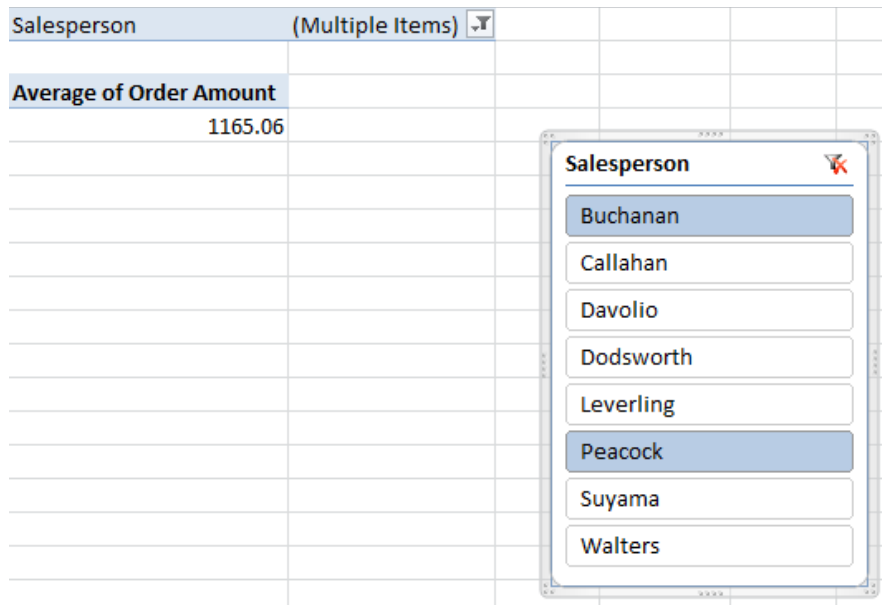 Salesperson (Multiple Items)
Average of Order Amount
1165.06
Salesperson
Buchanan
Callahan
Davolio
Dodsworth
Leverling
Peacock
Suyama
Walters